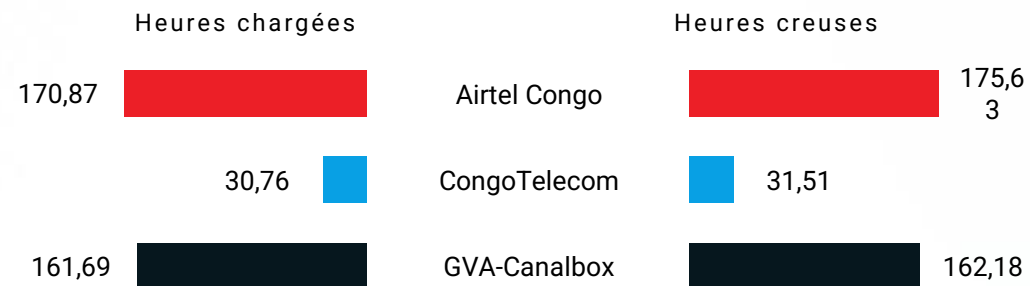 Heures chargées
Heures creuses
170,87
Airtel Congo
175,6
3
30,76
CongoTelecom
31,51
161,69
GVA-Canalbox
162,18